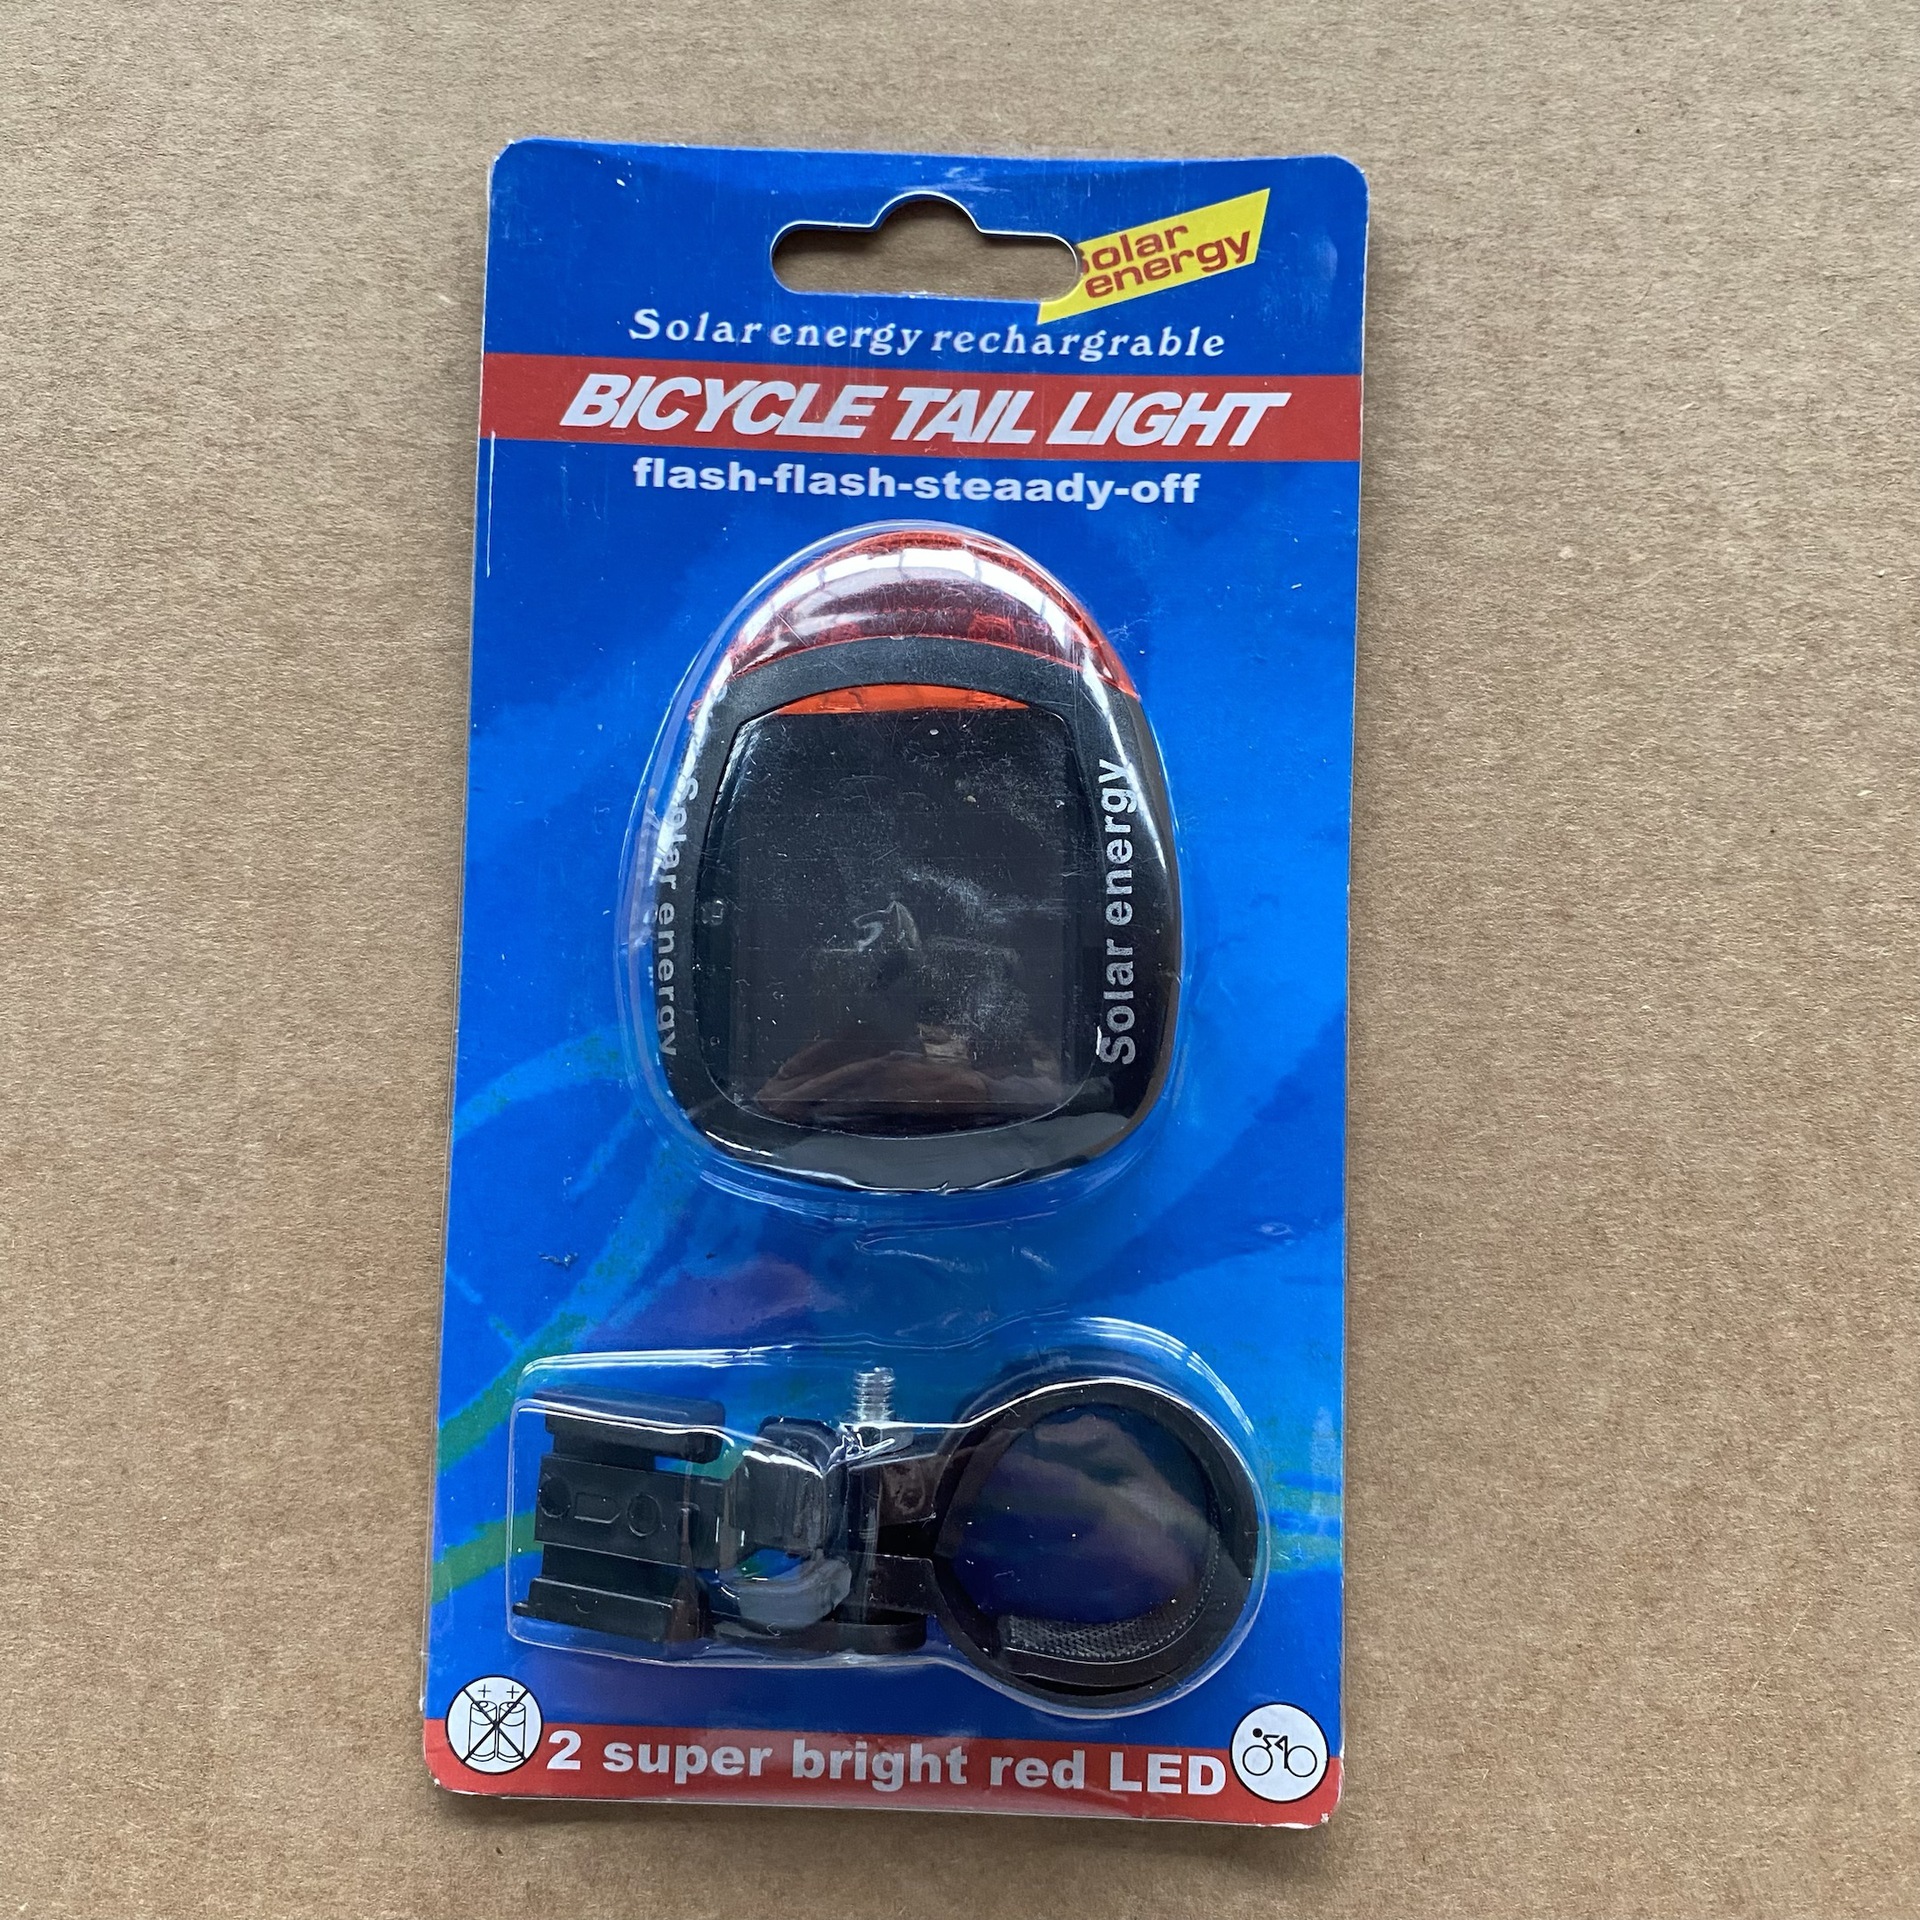 solar
energy
Solar energy rechargrable
BICYCLE TAIL LIGHT
flash-flash-steaady-off
Solar energy
Solar energy
2 super bright red LED